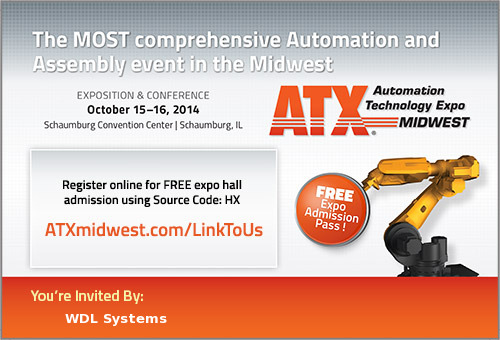 The MOST comprehensive Automation and
Assembly event in the Midwest
EXPOSITION & CONFERENCE
October 15–16, 2014
Schaumburg Convention Center | Schaumburg, IL
ATX®
Automation
Technology Expo
MIDWEST
Register online for FREE expo hall
admission using Source Code: HX
ATXmidwest.com/LinkToUs
FREE
Expo
Admission
Pass !
You're Invited By:
WDL Systems